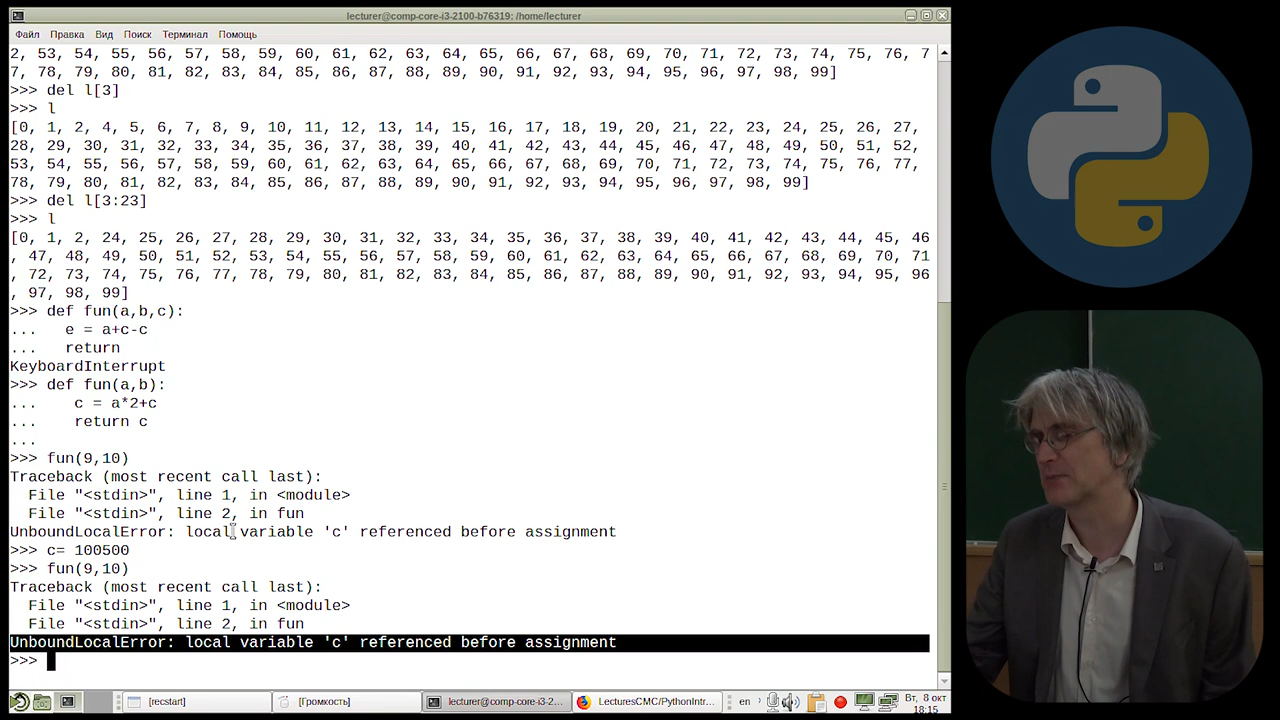 lecturer@comp-core-i3-2100-b76319: /home/lecturer
Файл Правка Вид Поиск Терминал Помощь
2, 53, 54, 55, 56, 57, 58, 59, 60, 61, 62, 63, 64, 65, 66, 67, 68, 69, 70, 71, 72, 73, 74, 75, 76, 7
7, 78, 79, 80, 81, 82, 83, 84, 85, 86, 87, 88, 89, 90, 91, 92, 93, 94, 95, 96, 97, 98, 99]
>>> del l[3]
>>> l
[0, 1, 2, 4, 5, 6, 7, 8, 9, 10, 11, 12, 13, 14, 15, 16, 17, 18, 19, 20, 21, 22, 23, 24, 25, 26, 27,
28, 29, 30, 31, 32, 33, 34, 35, 36, 37, 38, 39, 40, 41, 42, 43, 44, 45, 46, 47, 48, 49, 50, 51, 52,
53, 54, 55, 56, 57, 58, 59, 60, 61, 62, 63, 64, 65, 66, 67, 68, 69, 70, 71, 72, 73, 74, 75, 76, 77,
78, 79, 80, 81, 82, 83, 84, 85, 86, 87, 88, 89, 90, 91, 92, 93, 94, 95, 96, 97, 98, 99]
>>> del l[3:23]
>>> l
[0, 1, 2, 24, 25, 26, 27, 28, 29, 30, 31, 32, 33, 34, 35, 36, 37, 38, 39, 40, 41, 42, 43, 44, 45, 46
, 47, 48, 49, 50, 51, 52, 53, 54, 55, 56, 57, 58, 59, 60, 61, 62, 63, 64, 65, 66, 67, 68, 69, 70, 71
, 72, 73, 74, 75, 76, 77, 78, 79, 80, 81, 82, 83, 84, 85, 86, 87, 88, 89, 90, 91, 92, 93, 94, 95, 96
, 97, 98, 99]
>>> def fun(a,b,c):
...   e = a+c-c
...   return
KeyboardInterrupt
>>> def fun(a,b):
...    c = a*2+c
...    return c
...
>>> fun(9,10)
Traceback (most recent call last):
  File "<stdin>", line 1, in <module>
  File "<stdin>", line 2, in fun
UnboundLocalError: local variable 'c' referenced before assignment
>>> c= 100500
>>> fun(9,10)
Traceback (most recent call last):
  File "<stdin>", line 1, in <module>
  File "<stdin>", line 2, in fun
UnboundLocalError: local variable 'c' referenced before assignment
>>>
[recstart] [Громкость] lecturer@comp-core-i3-2... LecturesCMC/PythonIntr... en Вт, 8 окт
18:15